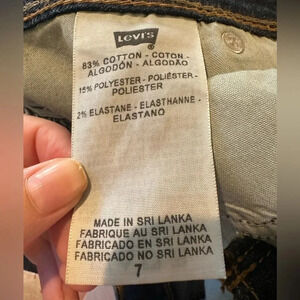 Levi's
®
83% COTTON - COTON -
ALGODÓN - ALGODÃO
15% POLYESTER - POLIÉSTER -
POLIESTER
2% ELASTANE - ELASTHANNE -
ELASTANO
MADE IN SRI LANKA
FABRIQUE AU SRI LANKA
FABRICADO EN SRI LANKA
FABRICADO NO SRI LANKA
7